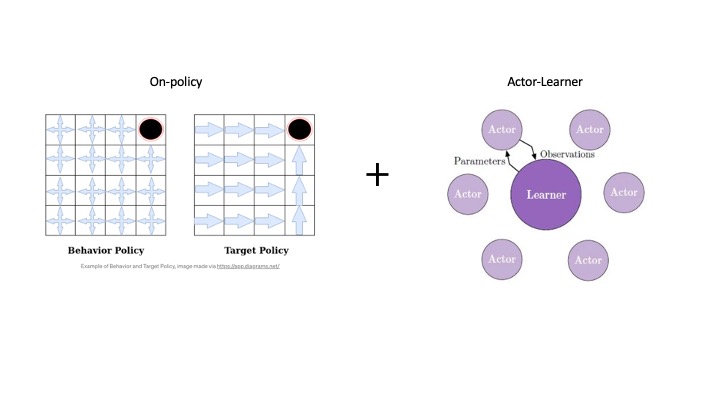 On-policy
Behavior Policy
Target Policy
Example of Behavior and Target Policy, image made via https://app.diagrams.net/
+
Actor-Learner
Actor
Actor
Parameters
Observations
Actor
Learner
Actor
Actor
Actor